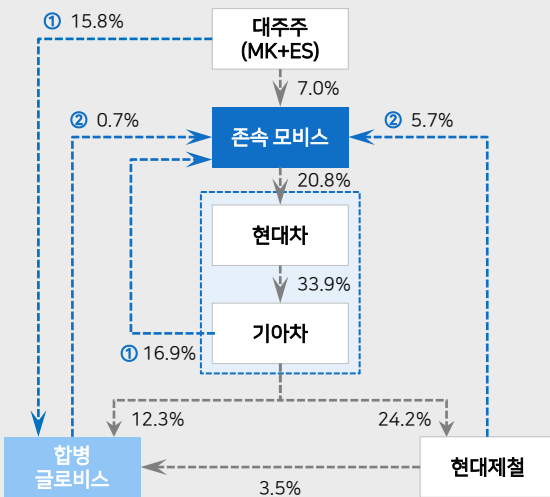 ① 15.8%
대주주
(MK+ES)
7.0%
② 0.7%
② 5.7%
존속 모비스
20.8%
현대차
33.9%
기아차
① 16.9%
12.3%
24.2%
합병
글로비스
현대제철
3.5%